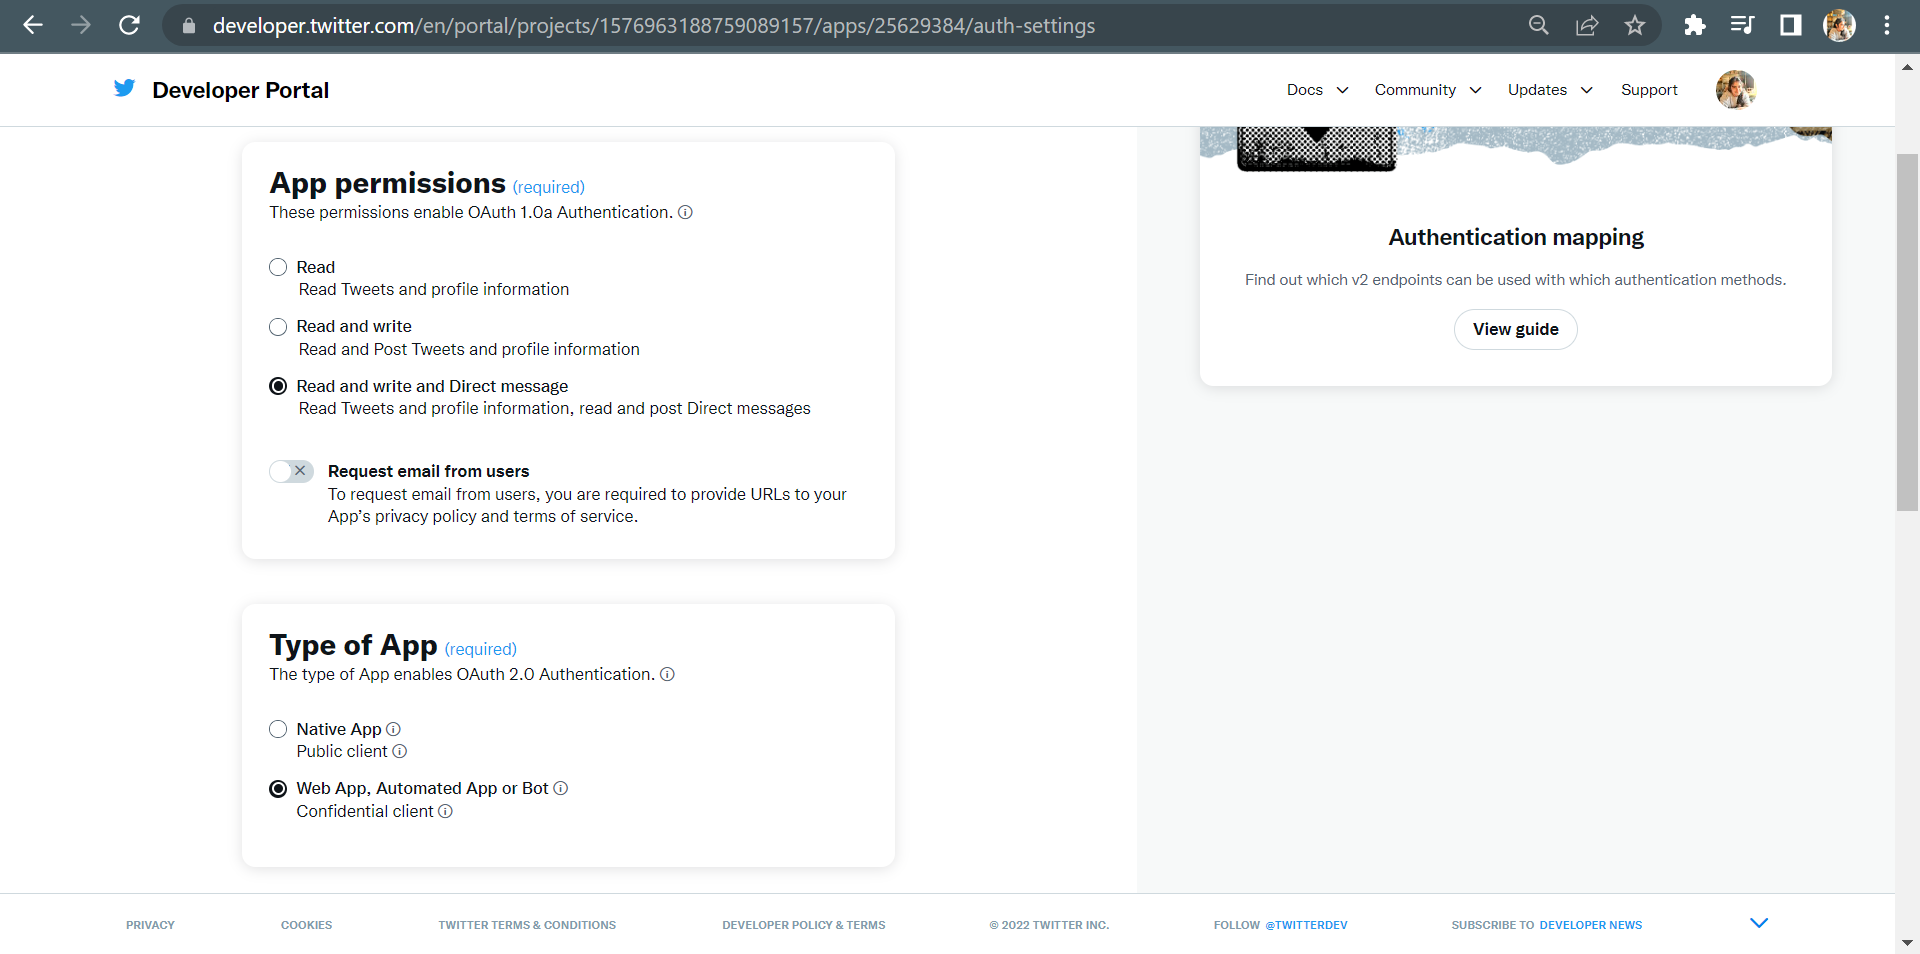 developer.twitter.com/en/portal/projects/1576963188759089157/apps/25629384/auth-settings
Developer Portal
Docs
Community
Updates
Support
App permissions (required)
These permissions enable OAuth 1.0a Authentication.
Read
Read Tweets and profile information
Read and write
Read and Post Tweets and profile information
Read and write and Direct message
Read Tweets and profile information, read and post Direct messages
Request email from users
To request email from users, you are required to provide URLs to your
App’s privacy policy and terms of service.
Type of App (required)
The type of App enables OAuth 2.0 Authentication.
Native App
Public client
Web App, Automated App or Bot
Confidential client
Authentication mapping
Find out which v2 endpoints can be used with which authentication methods.
View guide
PRIVACY
COOKIES
TWITTER TERMS & CONDITIONS
DEVELOPER POLICY & TERMS
© 2022 TWITTER INC.
FOLLOW @TWITTERDEV
SUBSCRIBE TO DEVELOPER NEWS